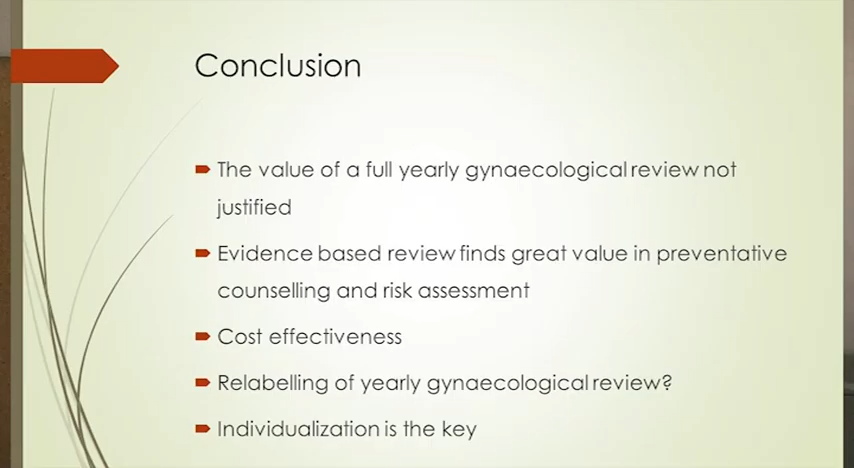 Conclusion
The value of a full yearly gynaecological review not
justified
Evidence based review finds great value in preventative
counselling and risk assessment
Cost effectiveness
Relabelling of yearly gynaecological review?
Individualization is the key